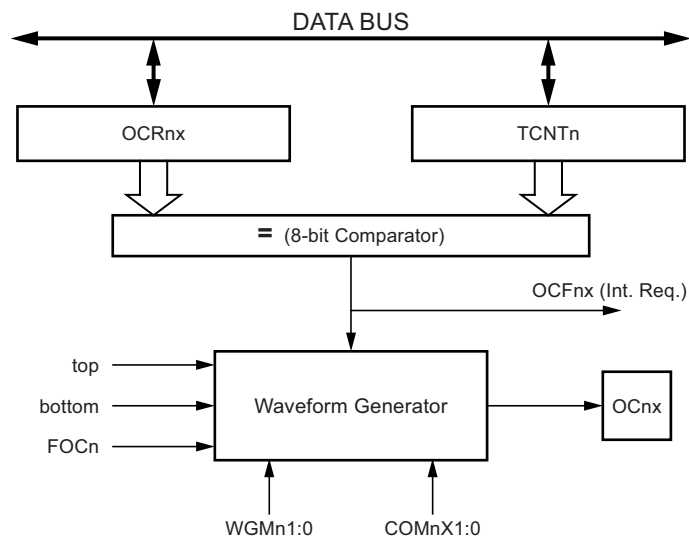 DATA BUS
OCRnx
TCNTn
= (8-bit Comparator)
OCFnx (Int. Req.)
top
bottom
FOCn
Waveform Generator
OCnx
WGMn1:0
COMnX1:0